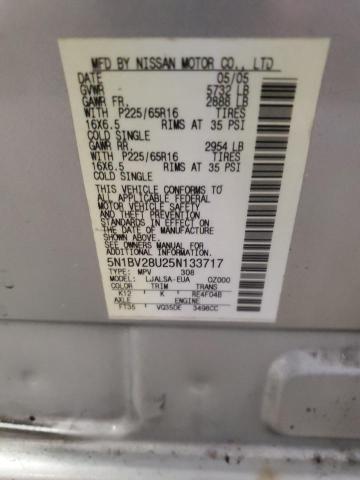 MFD BY NISSAN MOTOR CO., LTD
DATE 05/05
GVWR 5732 LB
GAWR FR. 2888 LB
WITH P225/65R16 TIRES
16X6.5 RIMS AT 35 PSI
COLD SINGLE
GAWR RR. 2954 LB
WITH P225/65R16 TIRES
16X6.5 RIMS AT 35 PSI
COLD SINGLE
THIS VEHICLE CONFORMS TO
ALL APPLICABLE FEDERAL
MOTOR VEHICLE SAFETY
AND THEFT PREVENTION
STANDARDS IN EFFECT ON
THE DATE OF MANUFACTURE
SEE OWNERS MANUAL FOR
ADDITIONAL INFORMATION
5N1BV28U25N133717
TYPE MPV 308
MODEL LJALSA-EUA QZ000
COLOR TRIM TRANS
K12 K RE4F04B
AXLE ENGINE
FT35 VQ35DE 3498CC